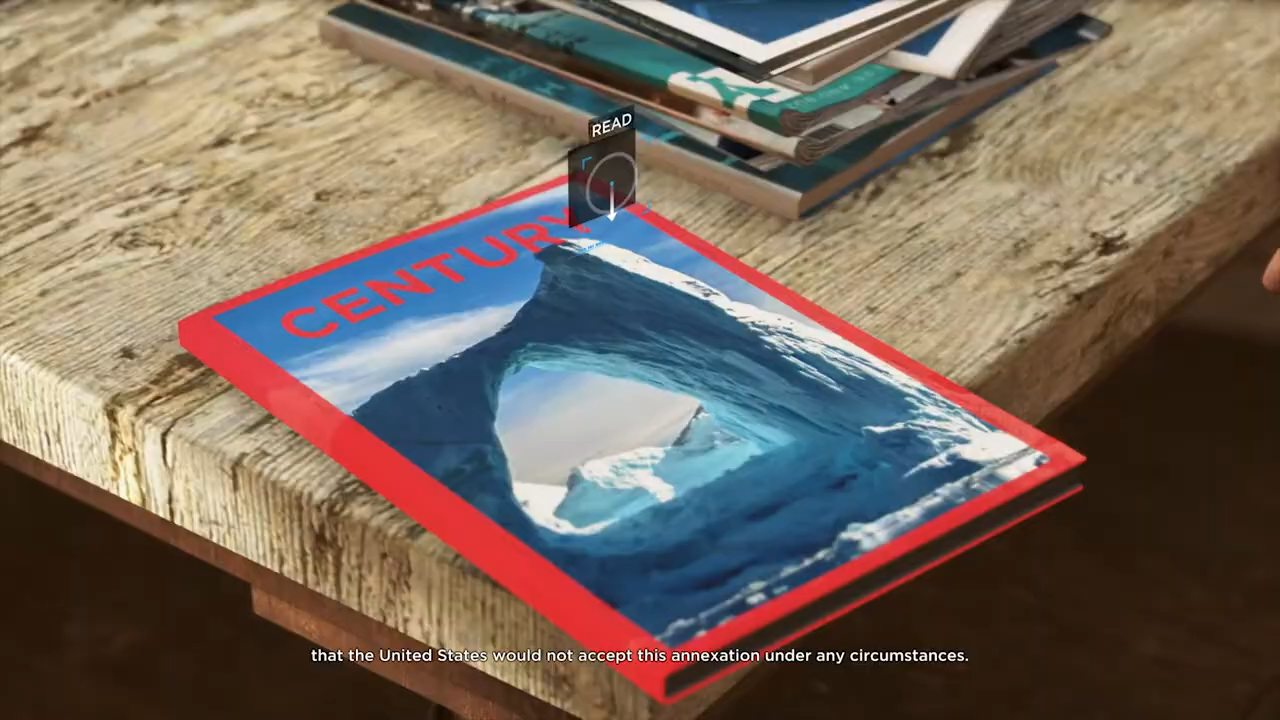 READ
CENTURY
that the United States would not accept this annexation under any circumstances.